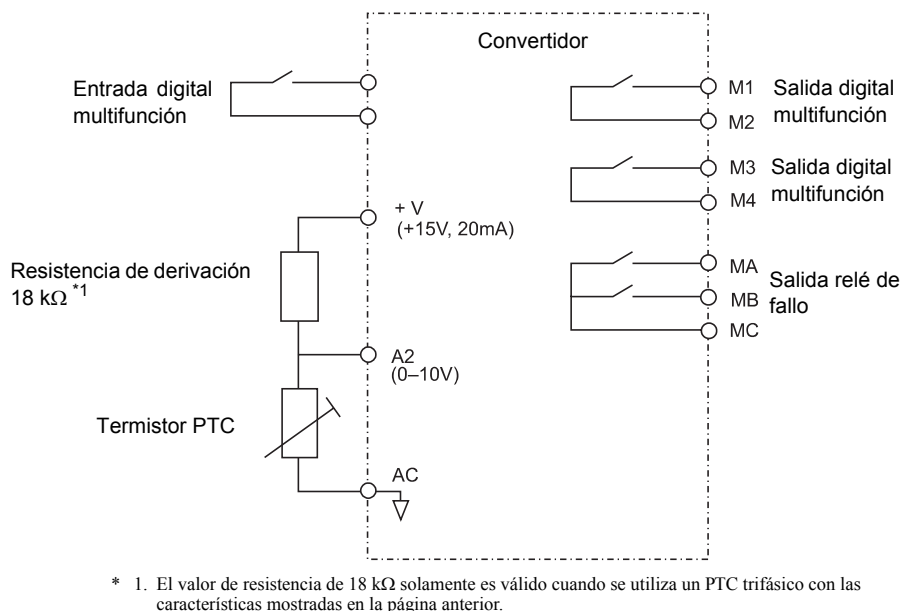 Convertidor
Entrada digital
multifunción
M1
M2
Salida digital
multifunción
M3
M4
Salida digital
multifunción
+ V
(+15V, 20mA)
Resistencia de derivación
18 kΩ *1
MA
MB
MC
Salida relé de
fallo
A2
(0–10V)
Termistor PTC
AC
* 1. El valor de resistencia de 18 kΩ solamente es válido cuando se utiliza un PTC trifásico con las
características mostradas en la página anterior.